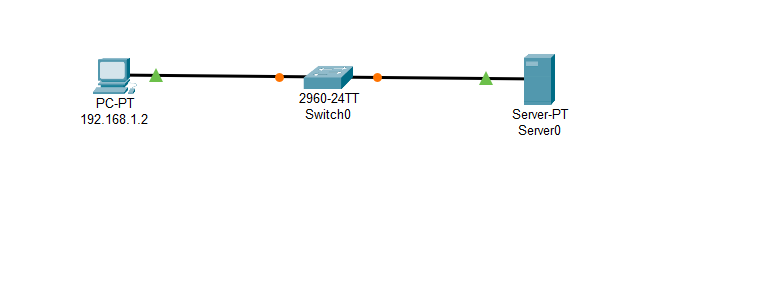 PC-PT
192.168.1.2
2960-24TT
Switch0
Server-PT
Server0